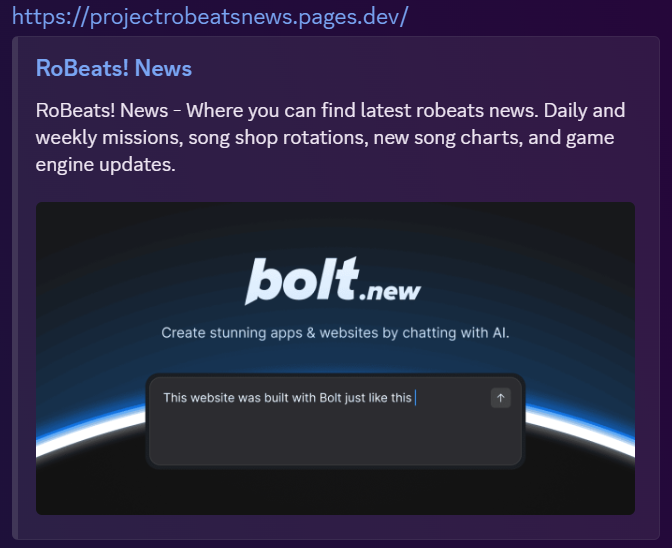 https://projectrobeatsnews.pages.dev/
RoBeats! News
RoBeats! News - Where you can find latest robeats news. Daily and
weekly missions, song shop rotations, new song charts, and game
engine updates.
bolt.new
Create stunning apps & websites by chatting with AI.
This website was built with Bolt just like this